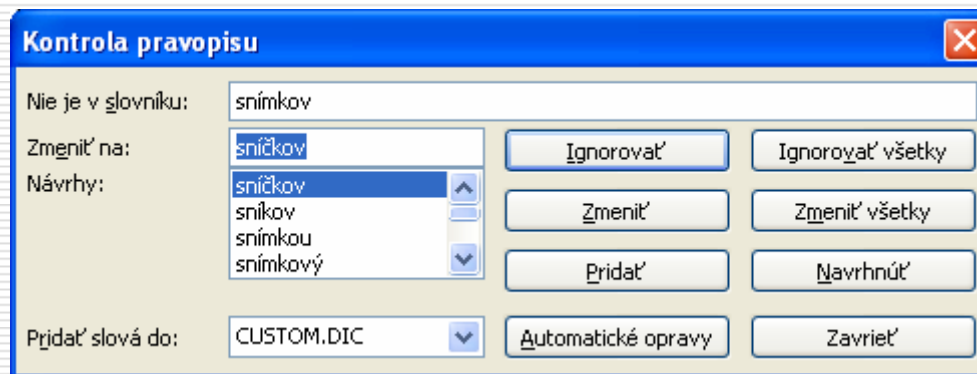 Kontrola pravopisu
Nie je v slovníku: snímkov
Zmeniť na: sníčkov Ignorovať Ignorovať všetky
Návrhy: sníčkov
sníkov Zmeniť Zmeniť všetky
snímkou
snímkový Pridať Navrhnúť
Pridať slová do: CUSTOM.DIC Automatické opravy Zavrieť